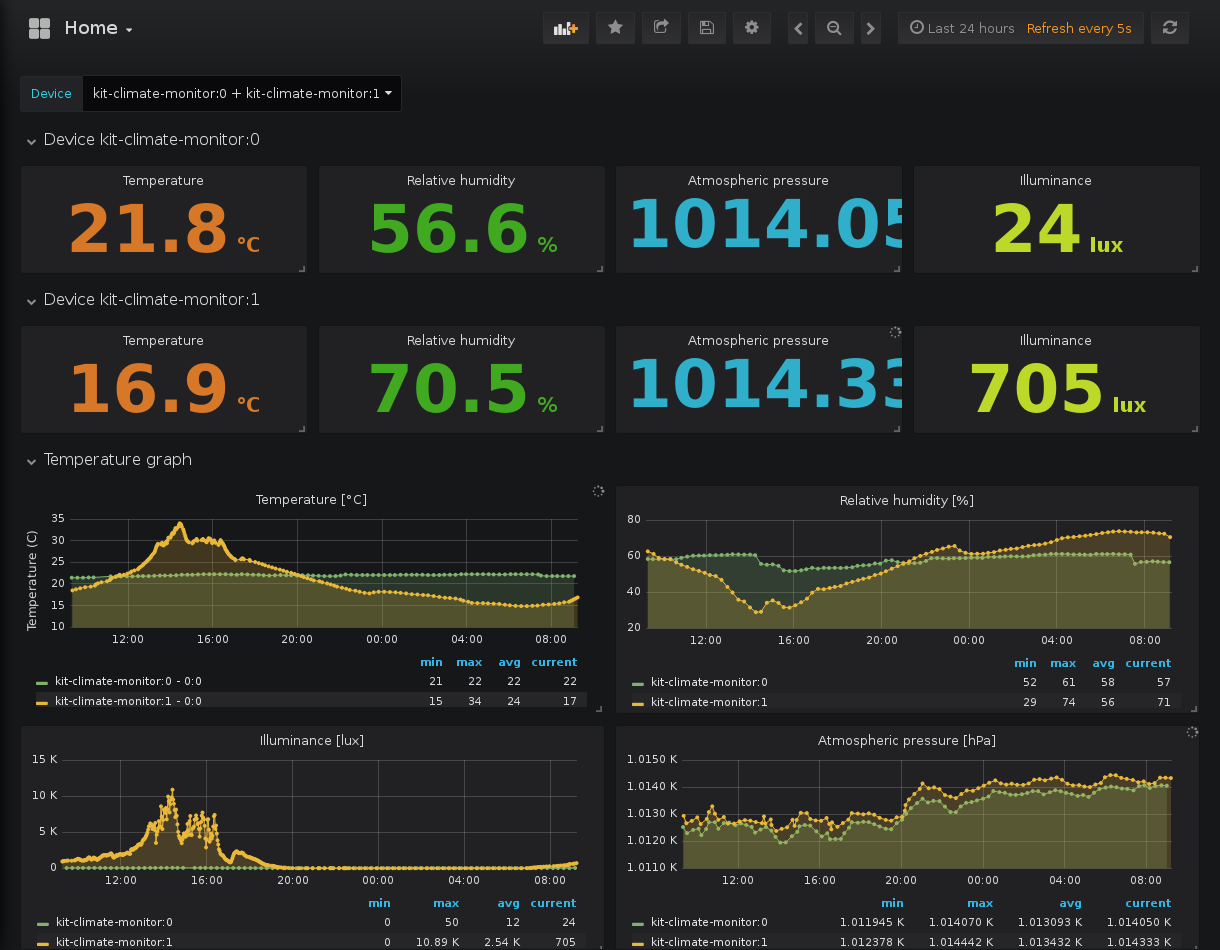 Home
Last 24 hours Refresh every 5s
Device kit-climate-monitor:0 + kit-climate-monitor:1
Device kit-climate-monitor:0
Temperature Relative humidity Atmospheric pressure Illuminance
21.8 °C 56.6 % 1014.05 24 lux
Device kit-climate-monitor:1
Temperature Relative humidity Atmospheric pressure Illuminance
16.9 °C 70.5 % 1014.33 705 lux
Temperature graph
Temperature [°C]
Temperature (C)
35
30
25
20
15
10
12:00 16:00 20:00 00:00 04:00 08:00
min max avg current
kit-climate-monitor:0 - 0:0 21 22 22 22
kit-climate-monitor:1 - 0:0 15 34 24 17
Relative humidity [%]
80
60
40
20
12:00 16:00 20:00 00:00 04:00 08:00
min max avg current
kit-climate-monitor:0 52 61 58 57
kit-climate-monitor:1 29 74 56 71
Illuminance [lux]
15 K
10 K
5 K
0
12:00 16:00 20:00 00:00 04:00 08:00
min max avg current
kit-climate-monitor:0 0 50 12 24
kit-climate-monitor:1 0 10.89 K 2.54 K 705
Atmospheric pressure [hPa]
1.0150 K
1.0140 K
1.0130 K
1.0120 K
1.0110 K
12:00 16:00 20:00 00:00 04:00 08:00
min max avg current
kit-climate-monitor:0 1.011945 K 1.014070 K 1.013093 K 1.014050 K
kit-climate-monitor:1 1.012378 K 1.014442 K 1.013432 K 1.014333 K